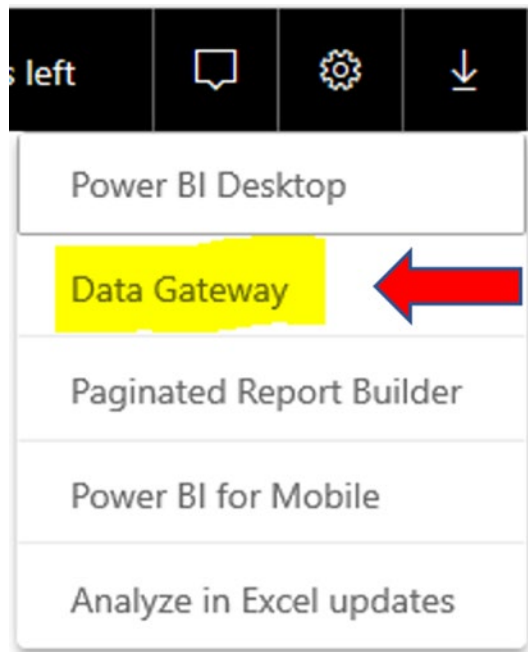 left
Power BI Desktop
Data Gateway
Paginated Report Builder
Power BI for Mobile
Analyze in Excel updates